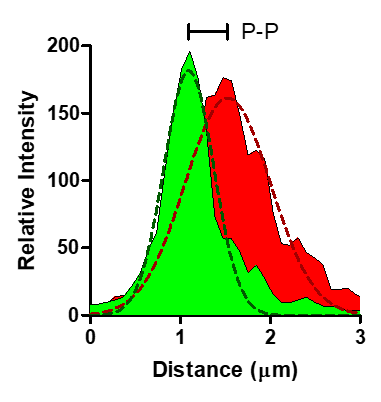 P-P
200
150
100
50
0
Relative Intensity
0 1 2 3
Distance (μm)